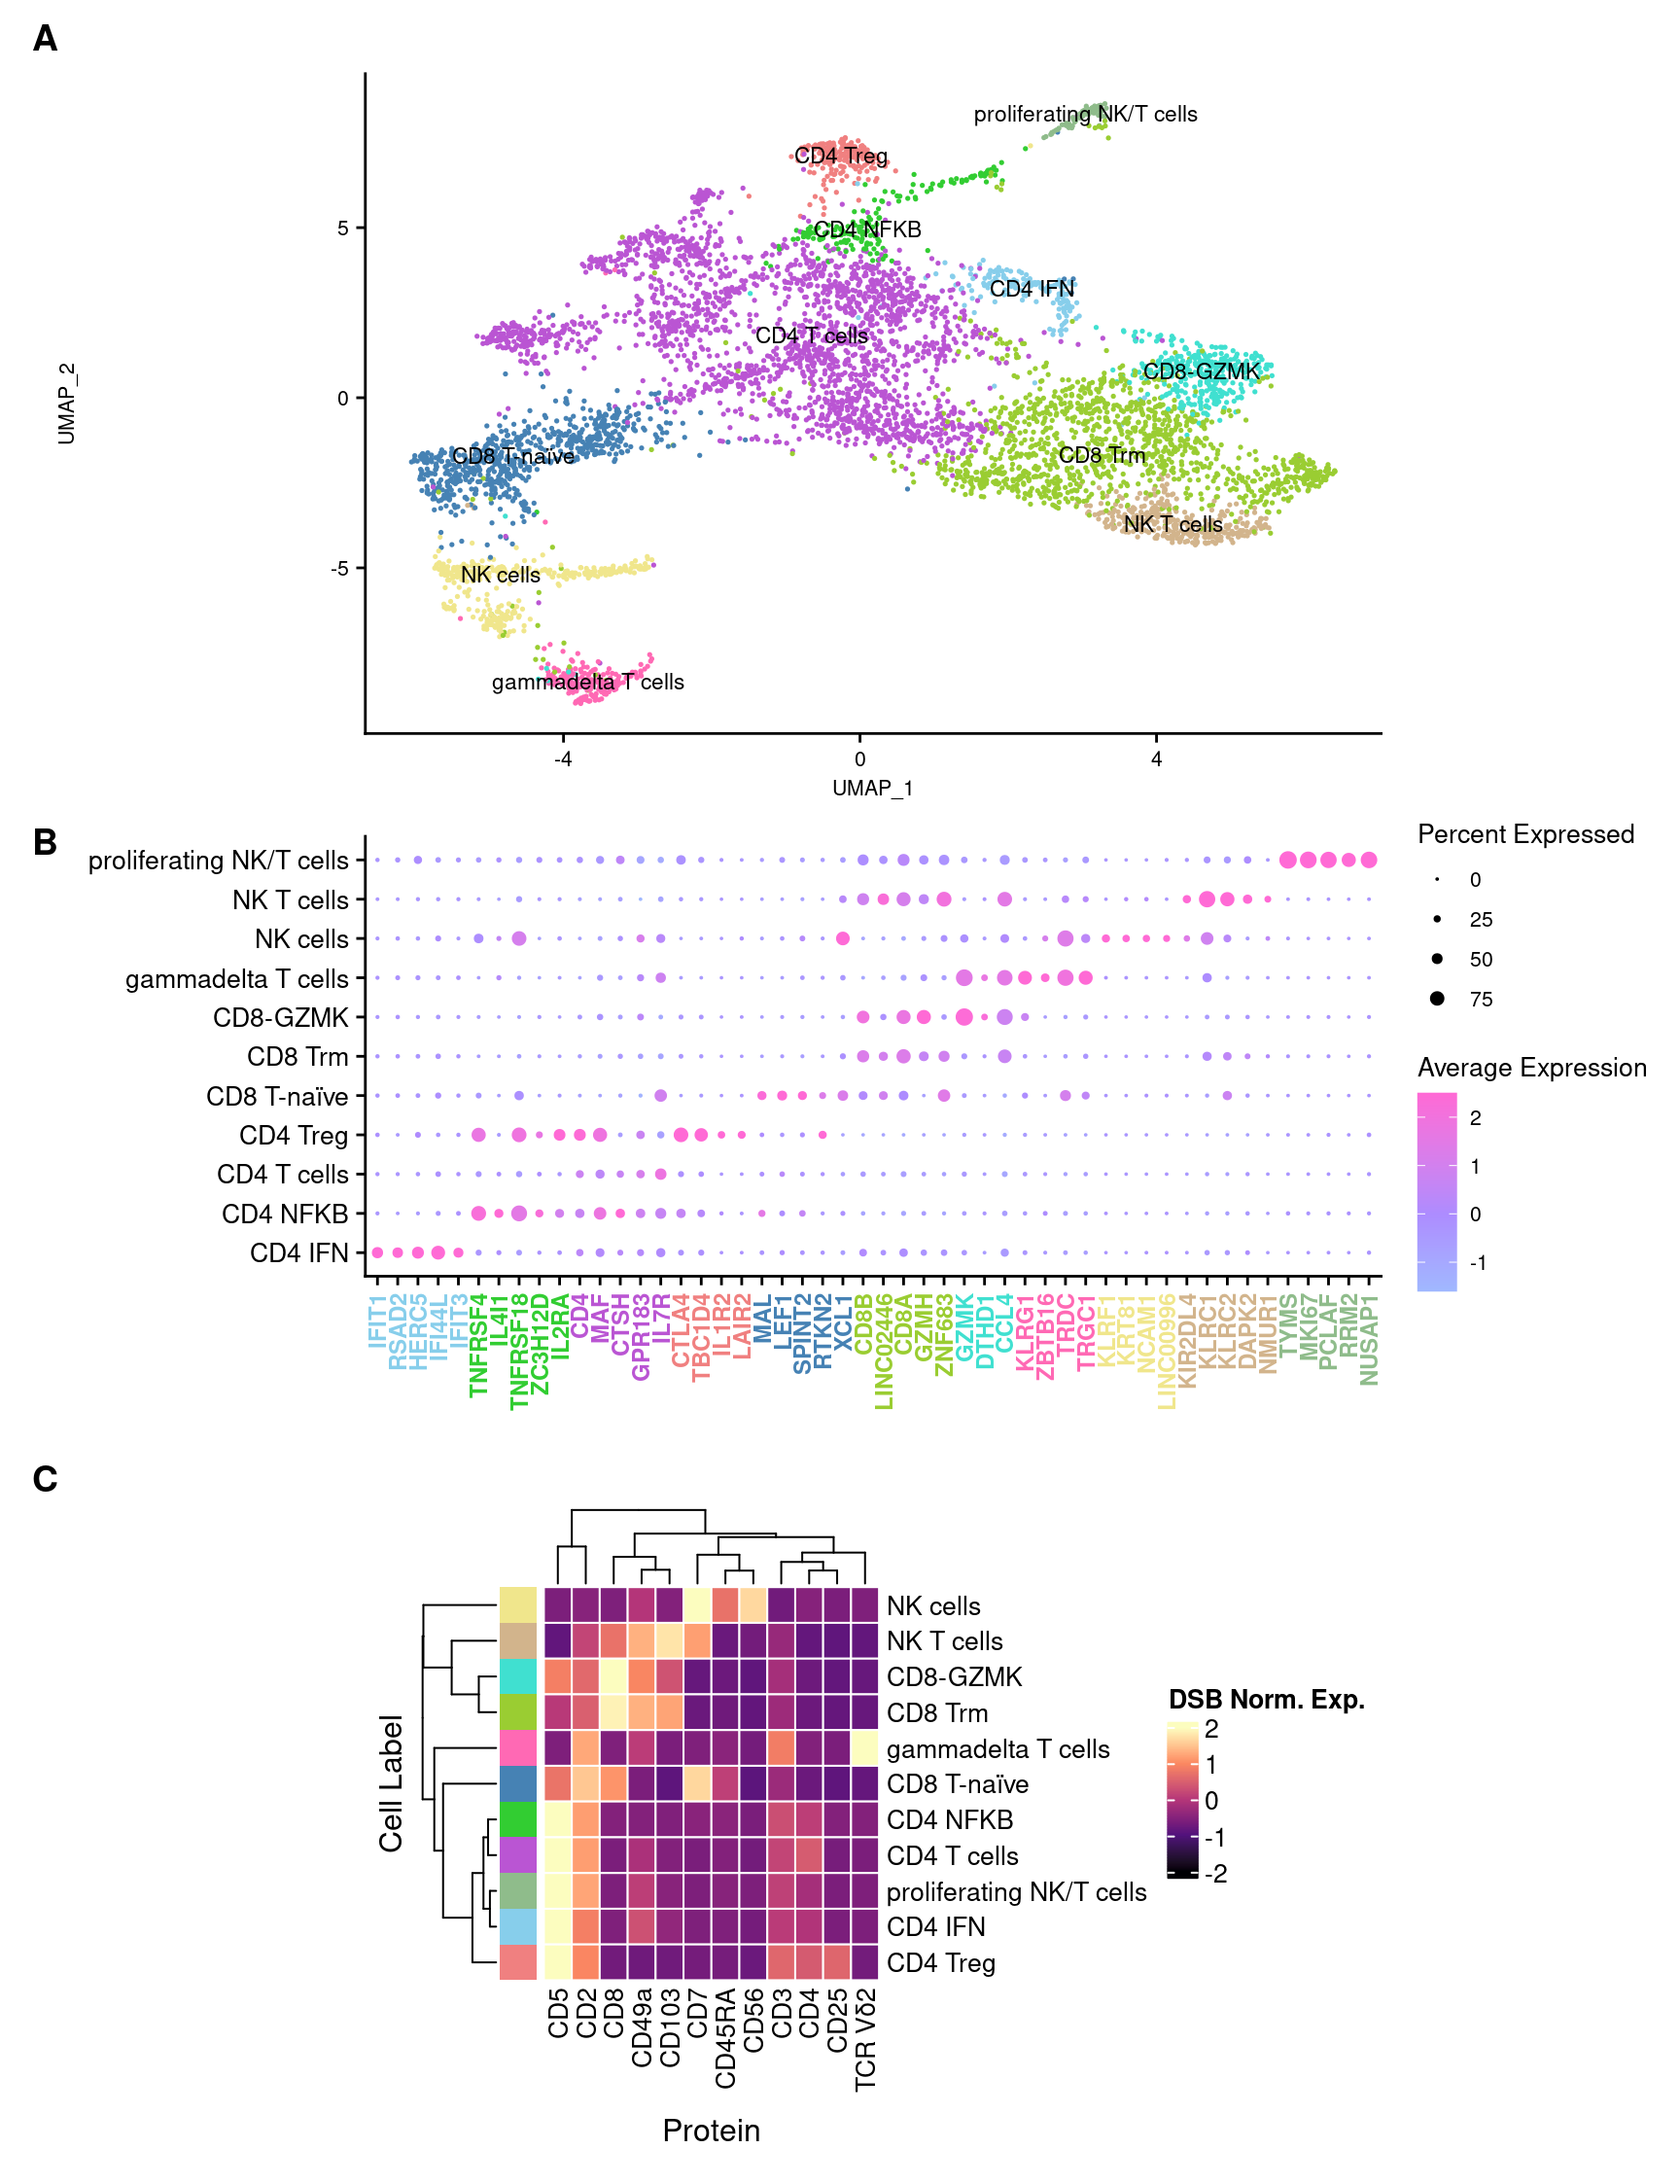 A
proliferating NK/T cells
CD4 Treg
CD4 NFKB
CD4 IFN
CD4 T cells
CD8-GZMK
CD8 T-naïve
CD8 Trm
NK T cells
NK cells
gammadelta T cells
5
0
-5
UMAP_2
-4
0
4
UMAP_1
B
proliferating NK/T cells
NK T cells
NK cells
gammadelta T cells
CD8-GZMK
CD8 Trm
CD8 T-naïve
CD4 Treg
CD4 T cells
CD4 NFKB
CD4 IFN
IFIT1
RSAD2
HERC5
IFI44L
IFIT3
TNFRSF4
IL4I1
TNFRSF18
ZC3H12D
IL2RA
CD4
MAF
CTSH
GPR183
IL7R
CTLA4
TBC1D4
IL1R2
LAIR2
MAL
LEF1
SPINT2
RTKN2
XCL1
CD8B
LINC02446
CD8A
GZMH
ZNF683
GZMK
DTHD1
CCL4
KLRG1
ZBTB16
TRDC
TRGC1
KLRF1
KRT81
NCAM1
LINC00996
KIR2DL4
KLRC1
KLRC2
DAPK2
NMUR1
TYMS
MKI67
PCLAF
RRM2
NUSAP1
Percent Expressed
0
25
50
75
Average Expression
2
1
0
-1
C
Cell Label
NK cells
NK T cells
CD8-GZMK
CD8 Trm
gammadelta T cells
CD8 T-naïve
CD4 NFKB
CD4 T cells
proliferating NK/T cells
CD4 IFN
CD4 Treg
CD5
CD2
CD8
CD49a
CD103
CD7
CD45RA
CD56
CD3
CD4
CD25
TCR Vδ2
Protein
DSB Norm. Exp.
2
1
0
-1
-2